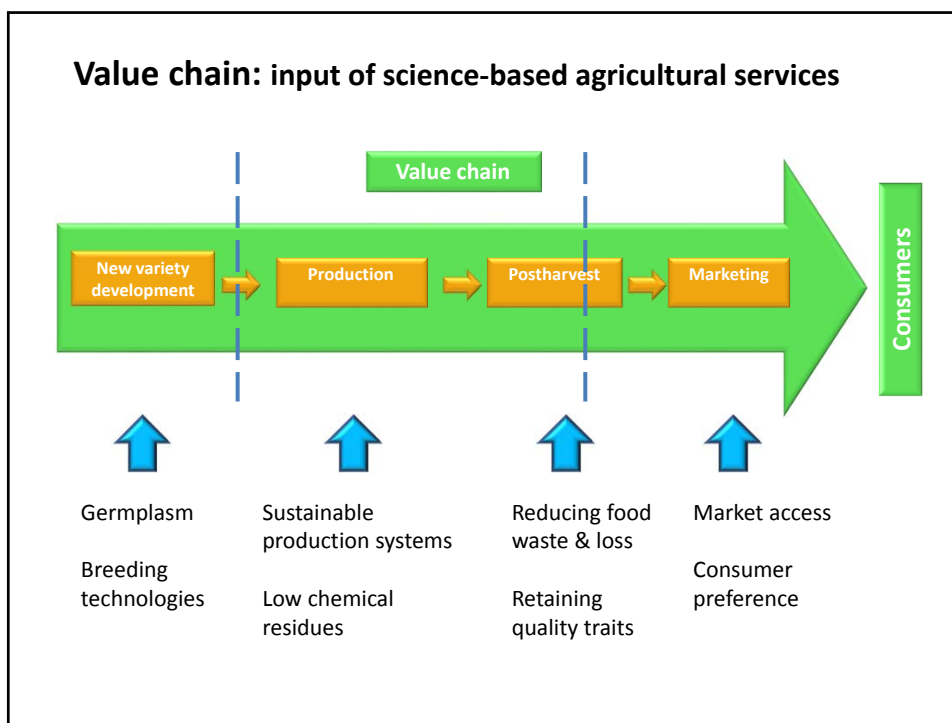 Value chain: input of science-based agricultural services
Value chain
New variety
development
Production
Postharvest
Marketing
Consumers
Germplasm
Breeding
technologies
Sustainable
production systems
Low chemical
residues
Reducing food
waste & loss
Retaining
quality traits
Market access
Consumer
preference